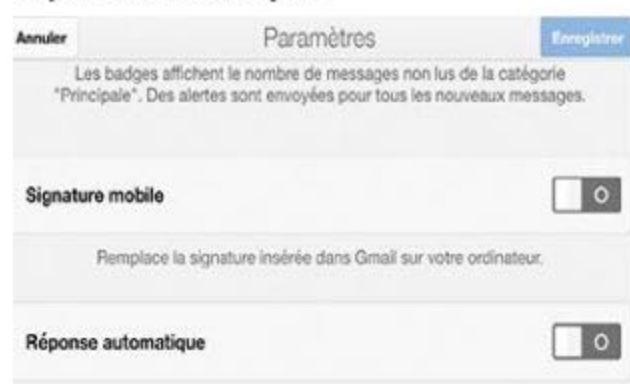 Annuler Paramètres Enregistrer
Les badges affichent le nombre de messages non lus de la catégorie
"Principale". Des alertes sont envoyées pour tous les nouveaux messages.
Signature mobile O
Remplace la signature insérée dans Gmail sur votre ordinateur.
Réponse automatique O